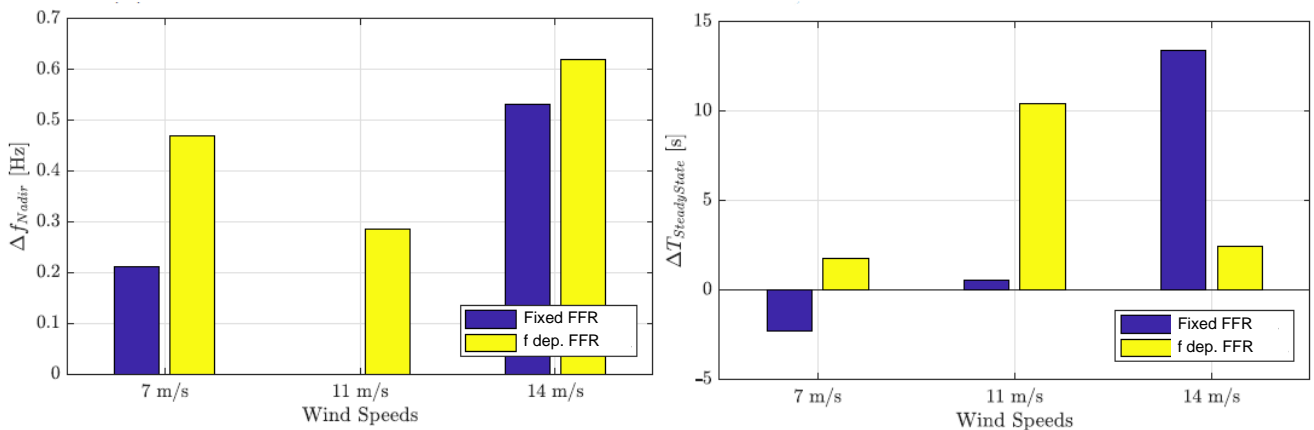 0.7
0.6
0.5
0.4
0.3
0.2
0.1
0
Δf_Nadir [Hz]
7 m/s
11 m/s
14 m/s
Wind Speeds
Fixed FFR
f dep. FFR
15
10
5
0
-5
ΔT_SteadyState [s]
7 m/s
11 m/s
14 m/s
Wind Speeds
Fixed FFR
f dep. FFR